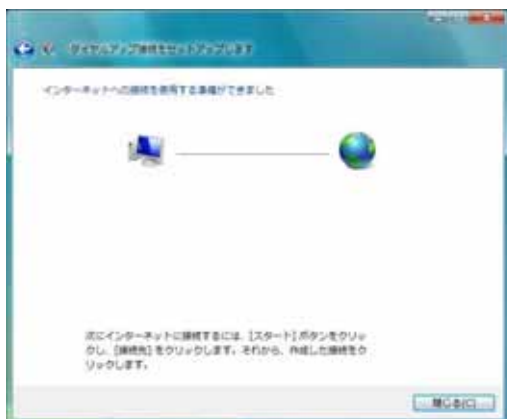 ダイヤルアップ接続をセットアップします
インターネットへの接続を使用する準備ができました
次にインターネットに接続するには、[スタート] ボタンをクリッ
クし、[接続先] をクリックします。それから、作成した接続をク
リックします。
閉じる(C)